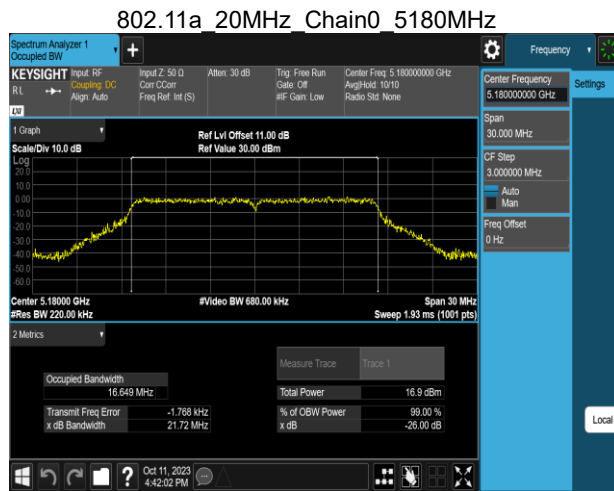 802.11a_20MHz_Chain0_5180MHz
Spectrum Analyzer 1
Occupied BW
+
Frequency
KEYSIGHT
RL
LXI
Input: RF
Coupling: DC
Align: Auto
Input Z: 50 Ω
Corr CCorr
Freq Ref: Int (S)
Atten: 30 dB
Trig: Free Run
Gate: Off
#IF Gain: Low
Center Freq: 5.180000000 GHz
Avg|Hold: 10/10
Radio Std: None
Center Frequency
5.180000000 GHz
Settings
Span
30.000 MHz
CF Step
3.000000 MHz
Auto
Man
Freq Offset
0 Hz
Local
1 Graph
Scale/Div 10.0 dB
Ref Lvl Offset 11.00 dB
Ref Value 30.00 dBm
Log
20.0
10.0
0.00
-10.0
-20.0
-30.0
-40.0
-50.0
-60.0
Center 5.18000 GHz
#Res BW 220.00 kHz
#Video BW 680.00 kHz
Span 30 MHz
Sweep 1.93 ms (1001 pts)
2 Metrics
Measure Trace
Trace 1
Occupied Bandwidth
16.649 MHz
Total Power
16.9 dBm
Transmit Freq Error
-1.768 kHz
% of OBW Power
99.00 %
x dB Bandwidth
21.72 MHz
x dB
-26.00 dB
?
Oct 11, 2023
4:42:02 PM